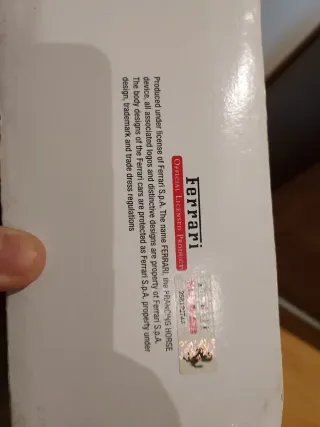 Ferrari
OFFICIAL LICENSED PRODUCT
Produced under license of Ferrari S.p.A. The name FERRARI, the PRANCING HORSE
device, all associated logos and distinctive designs are property of Ferrari S.p.A.
The body designs of the Ferrari cars are protected as Ferrari S.p.A. property under
design, trademark and trade dress regulations